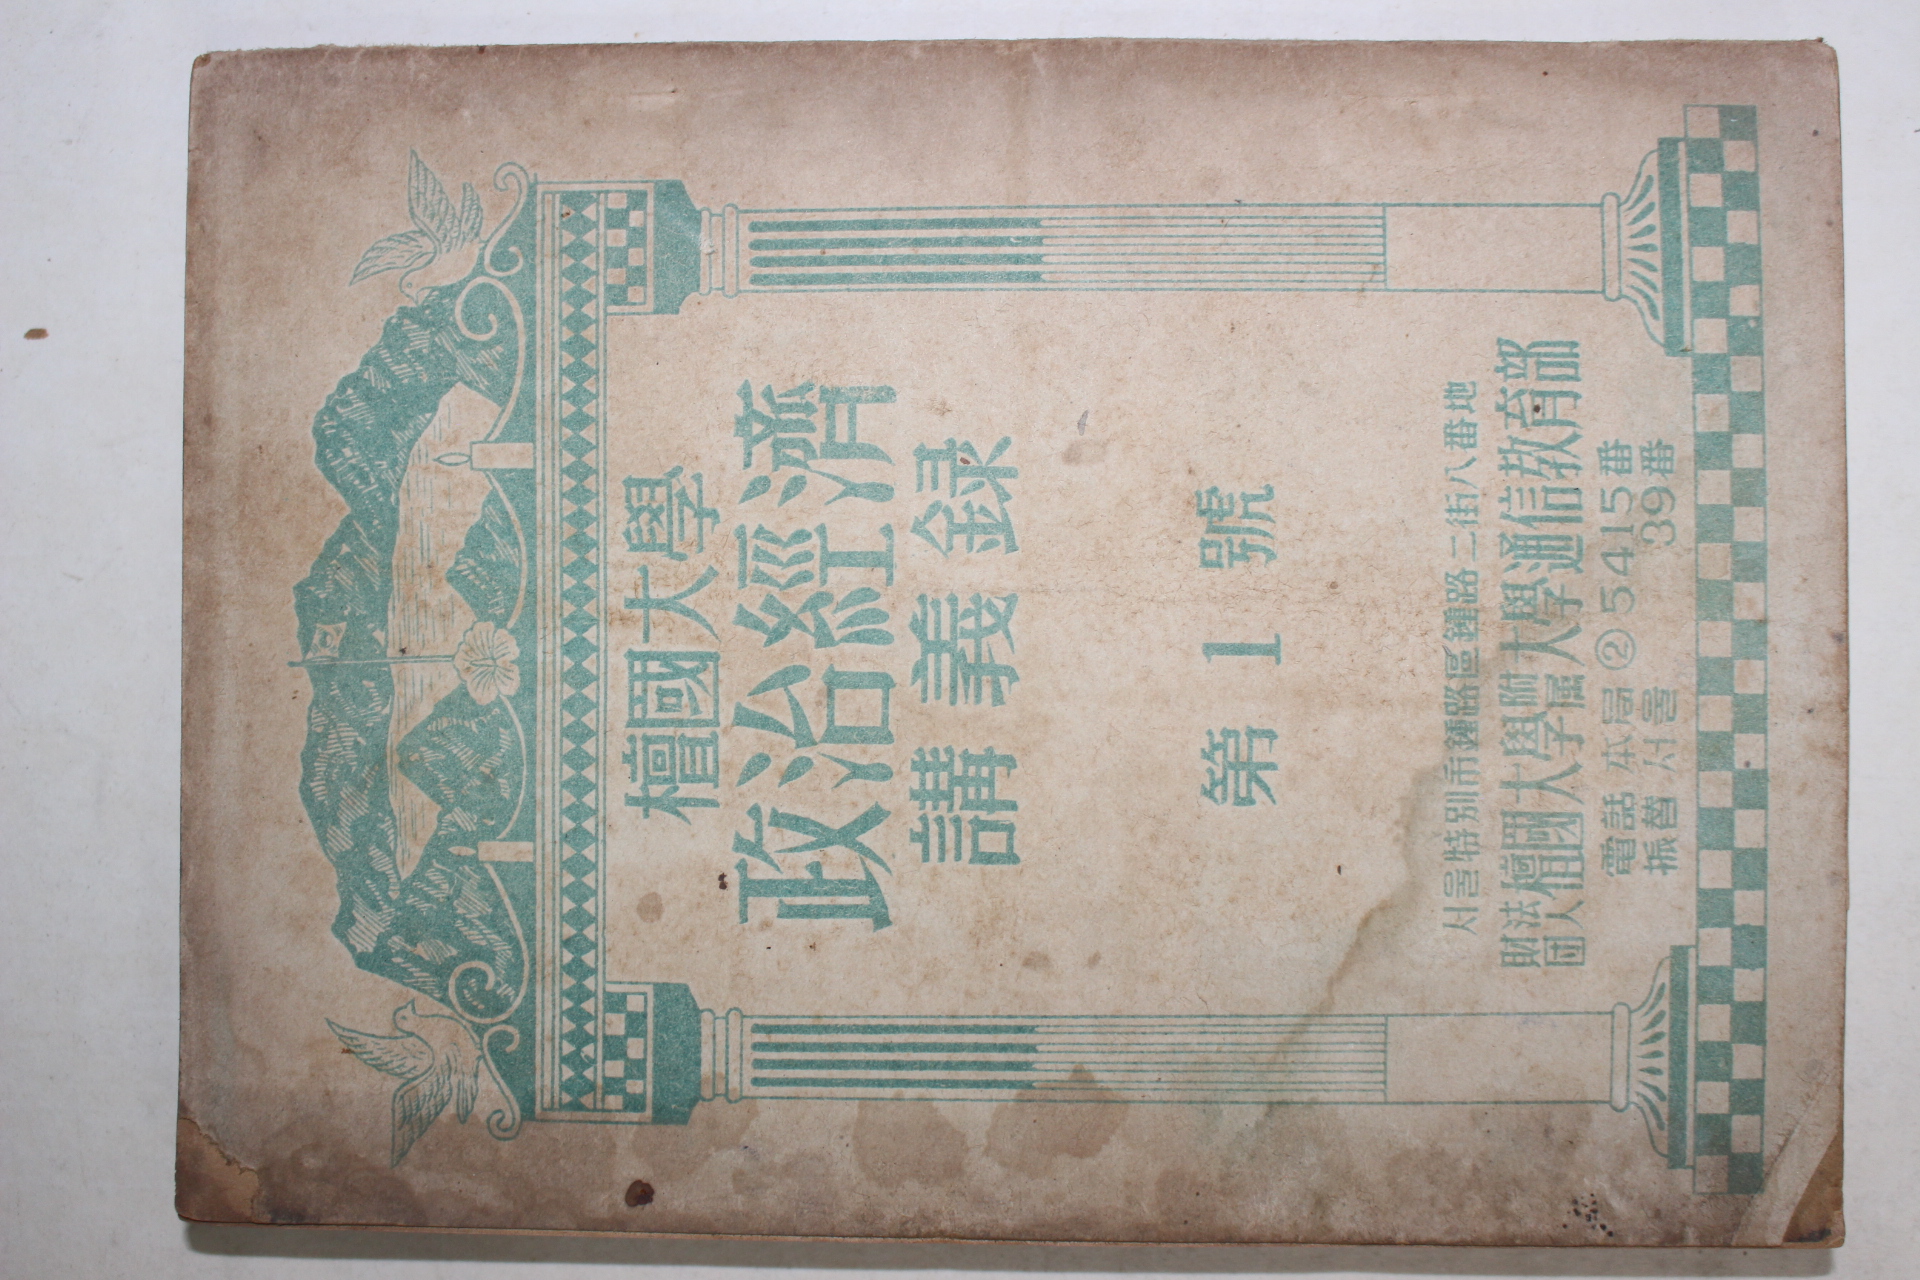 檀國大學
政治經濟
講義錄
第1號
서울特別市鍾路區鍾路二街八番地
財團法人檀國大學附屬大學通信教育部
電話本局②5415番
振替서울39番